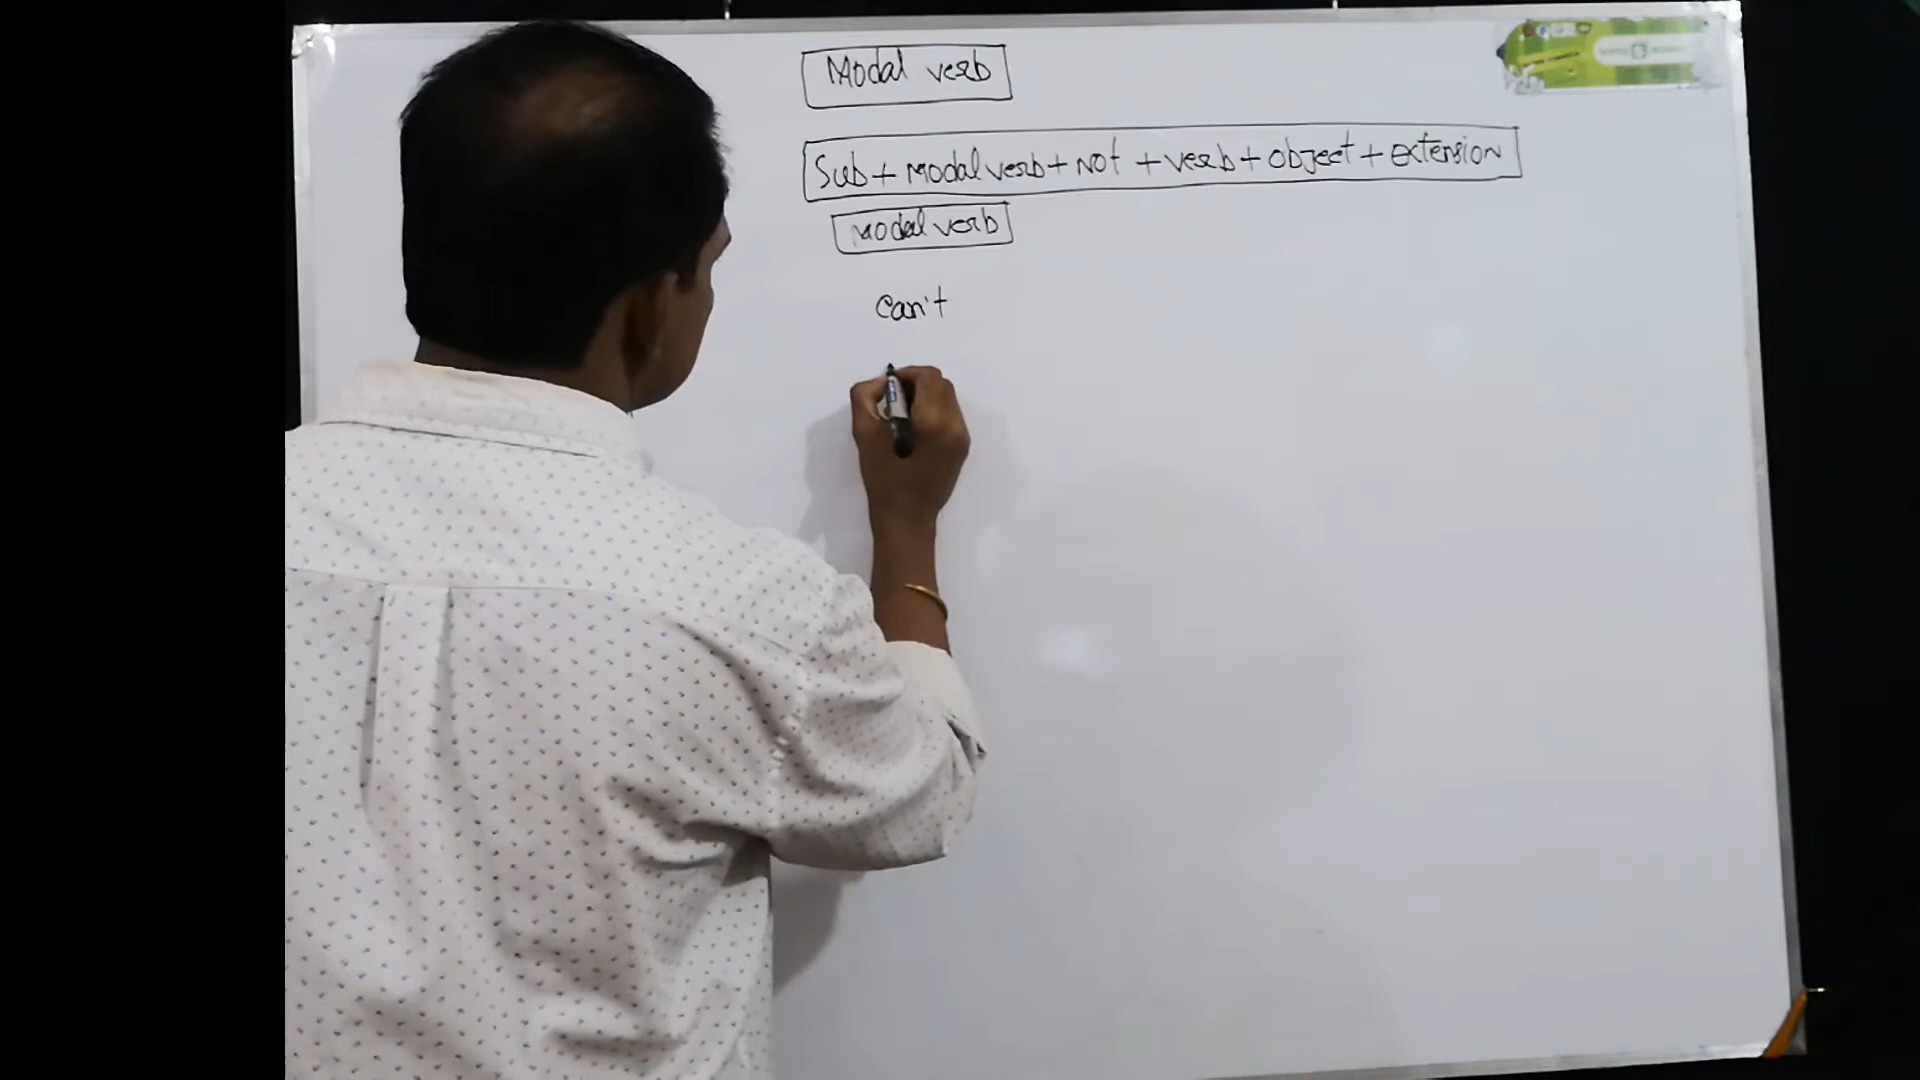 Modal verb
Sub + Modal verb + Not + verb + object + extension
Modal verb
can't